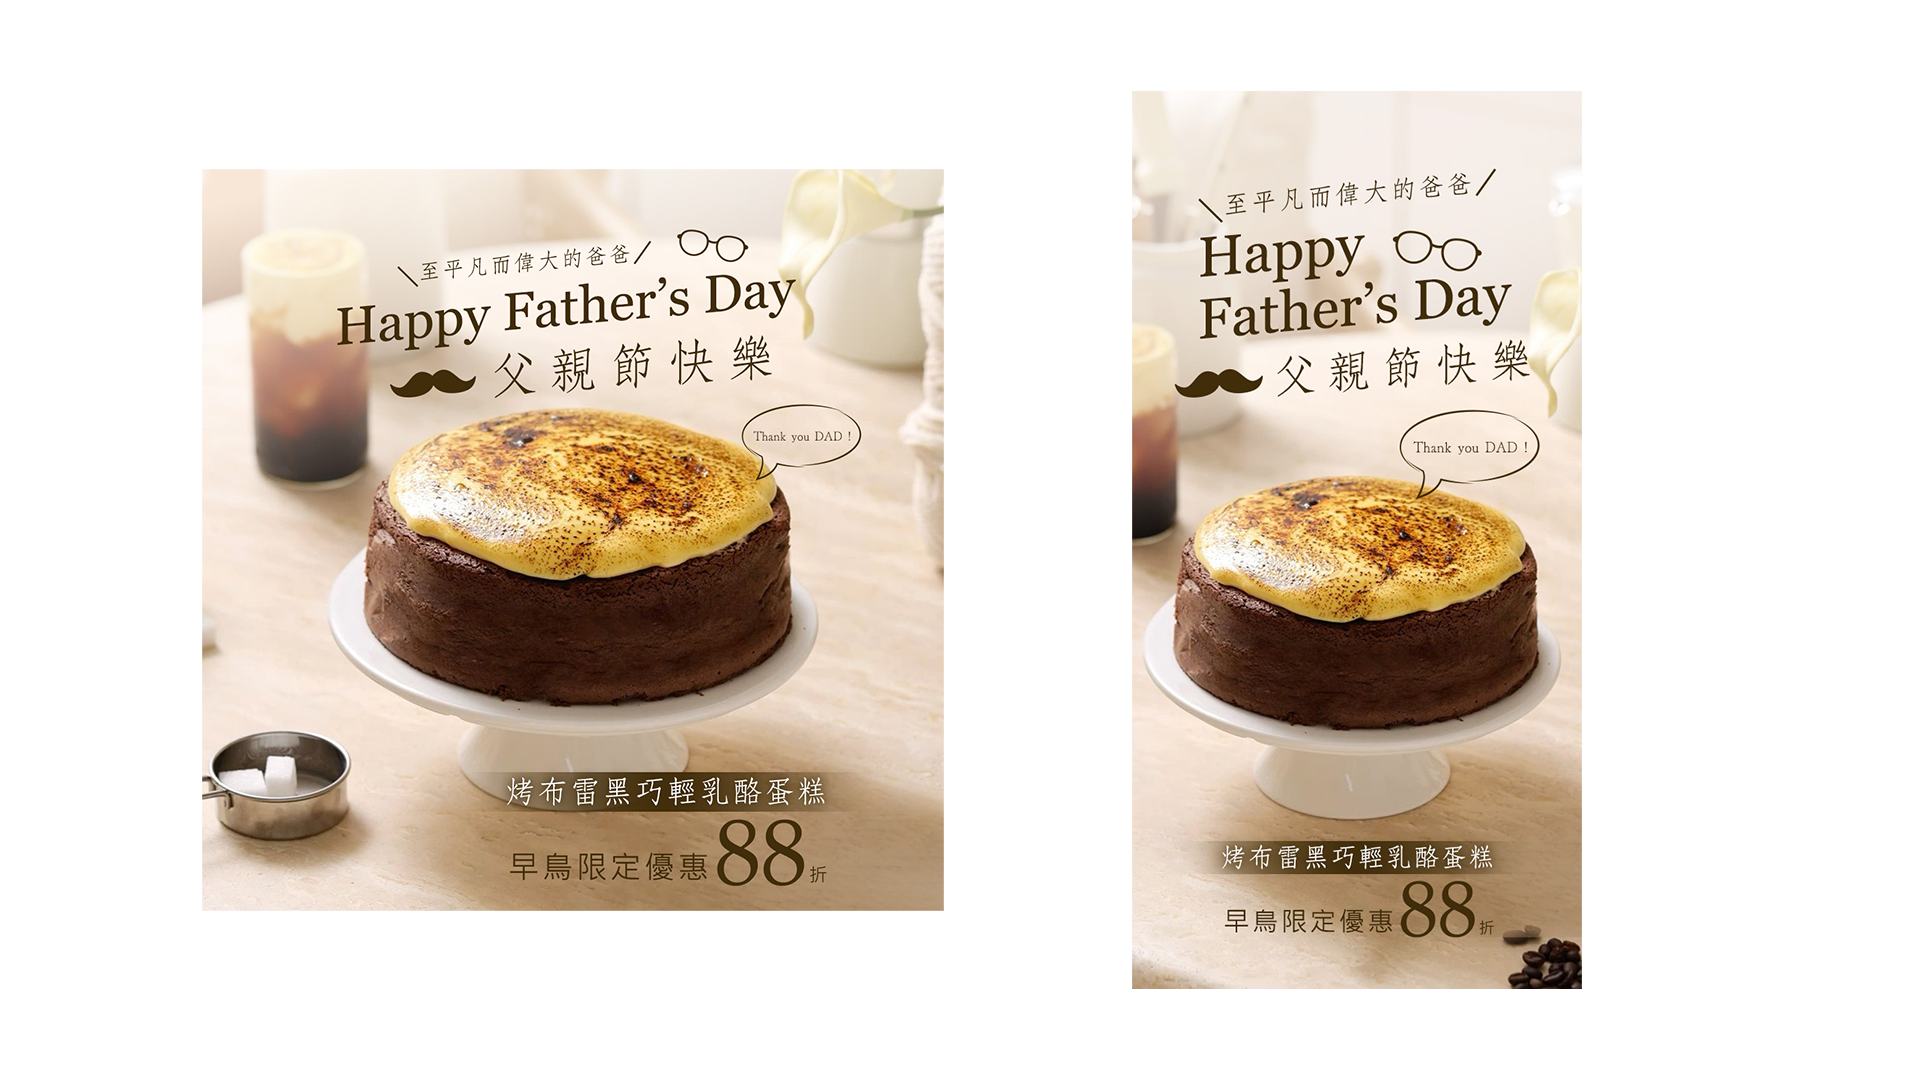 至平凡而偉大的爸爸
Happy Father's Day
父親節快樂
Thank you DAD !
烤布雷黑巧輕乳酪蛋糕
早鳥限定優惠88折
至平凡而偉大的爸爸
Happy
Father's Day
父親節快樂
Thank you DAD !
烤布雷黑巧輕乳酪蛋糕
早鳥限定優惠88折